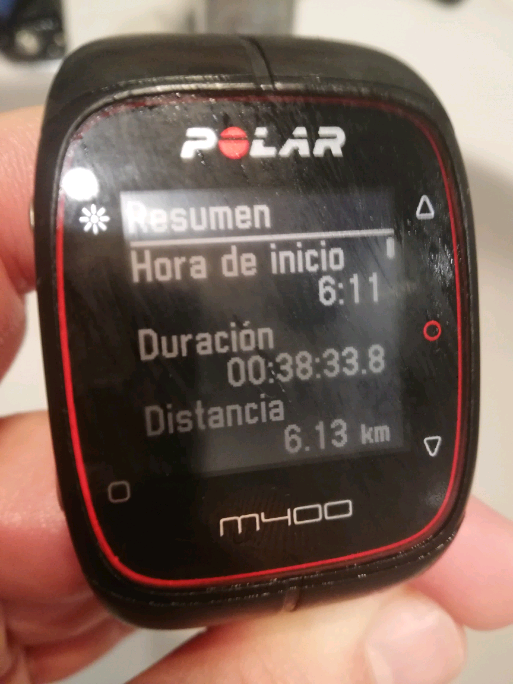 POLAR
Resumen
Hora de inicio
6:11
Duración
00:38:33.8
Distancia
6.13 km
M400